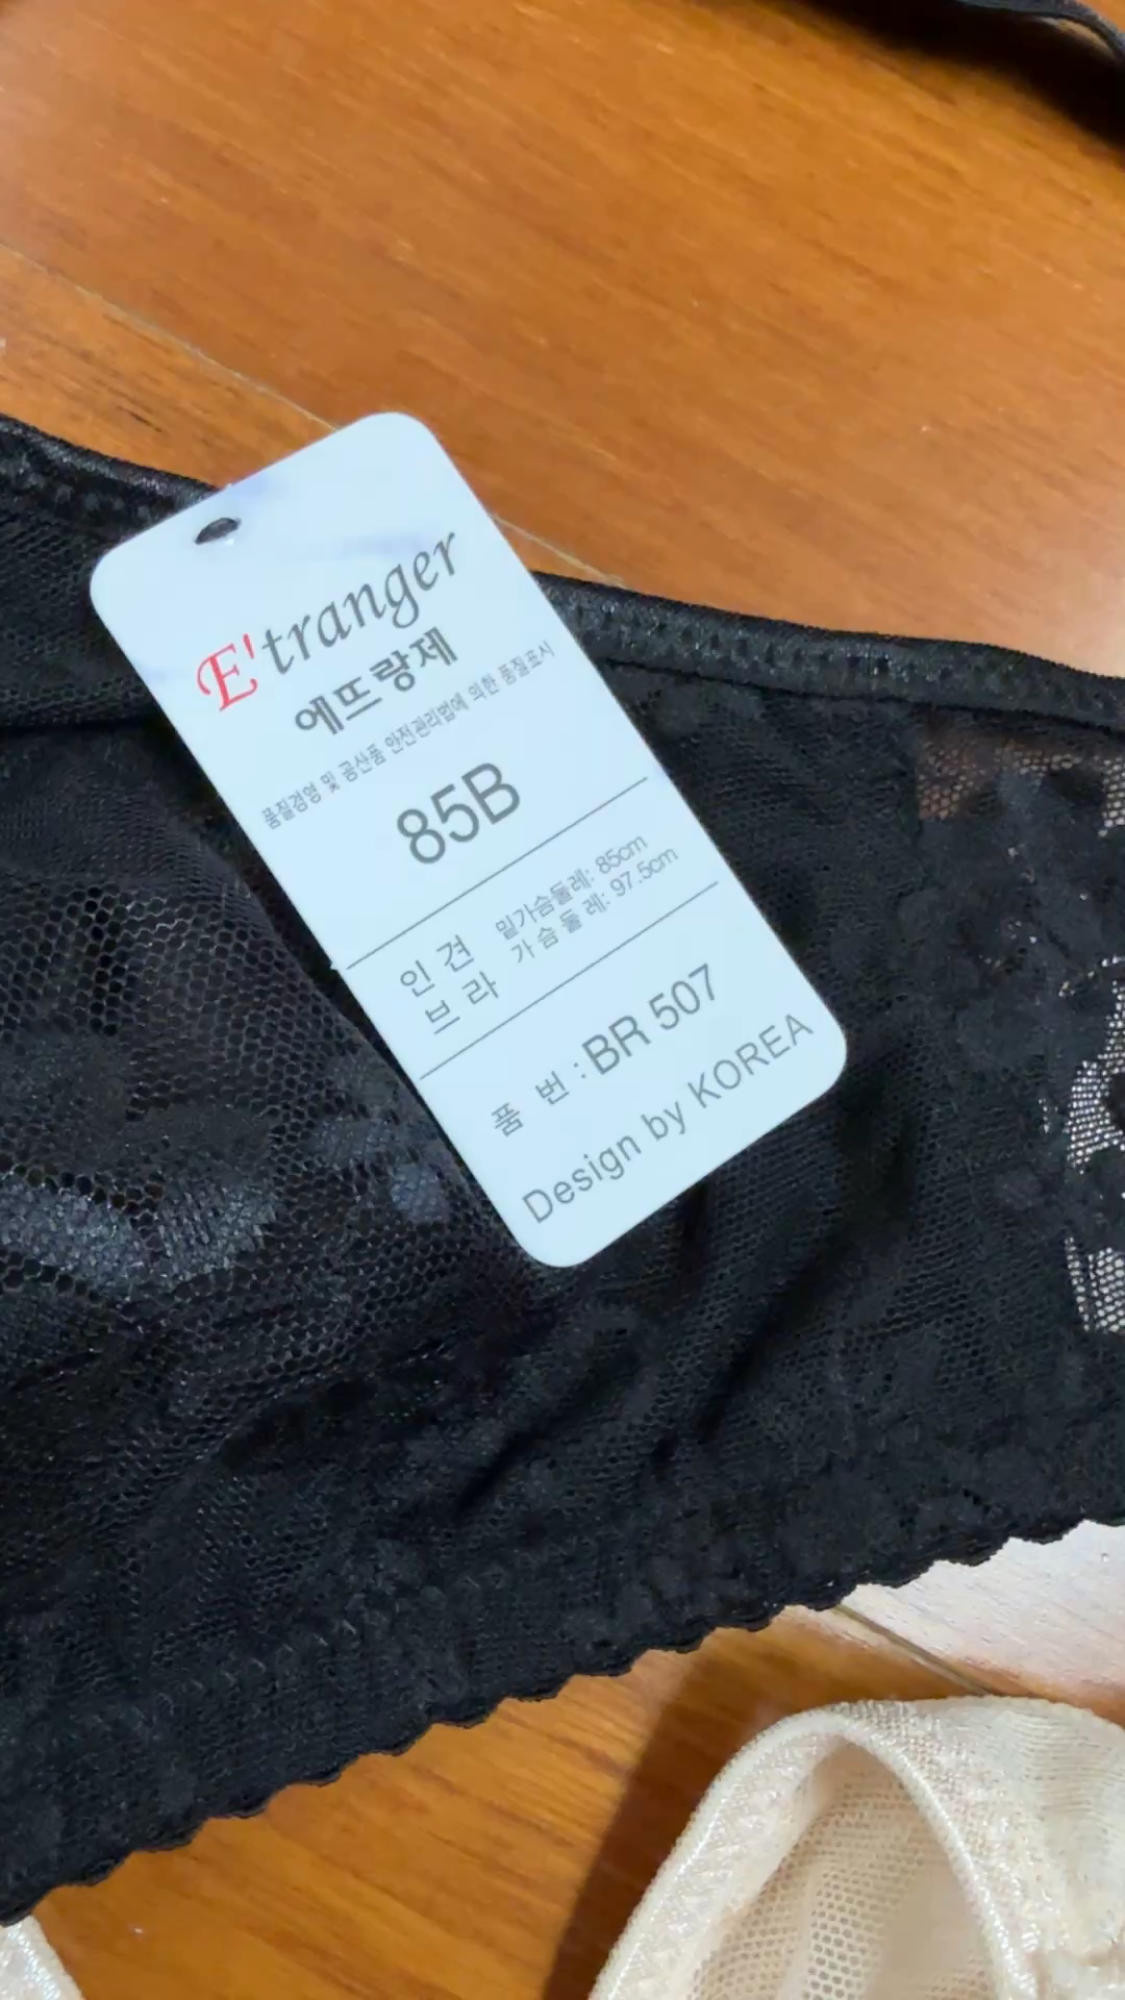 E'tranger
에뜨랑제
품질경영 및 공산품 안전관리법에 의한 품질표시
85B
인 견
브 라
밑가슴둘레: 85cm
가 슴 둘 레: 97.5cm
품 번 : BR 507
Design by KOREA